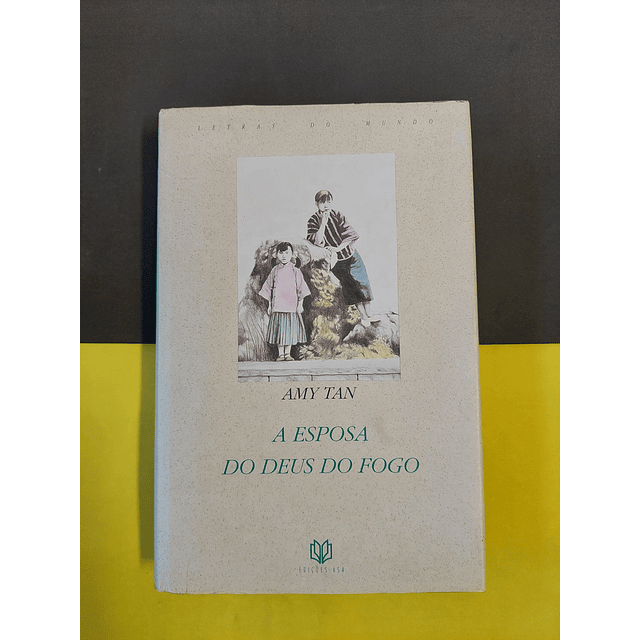 LETRAS DO MUNDO
AMY TAN
A ESPOSA
DO DEUS DO FOGO
EDIÇÕES ASA